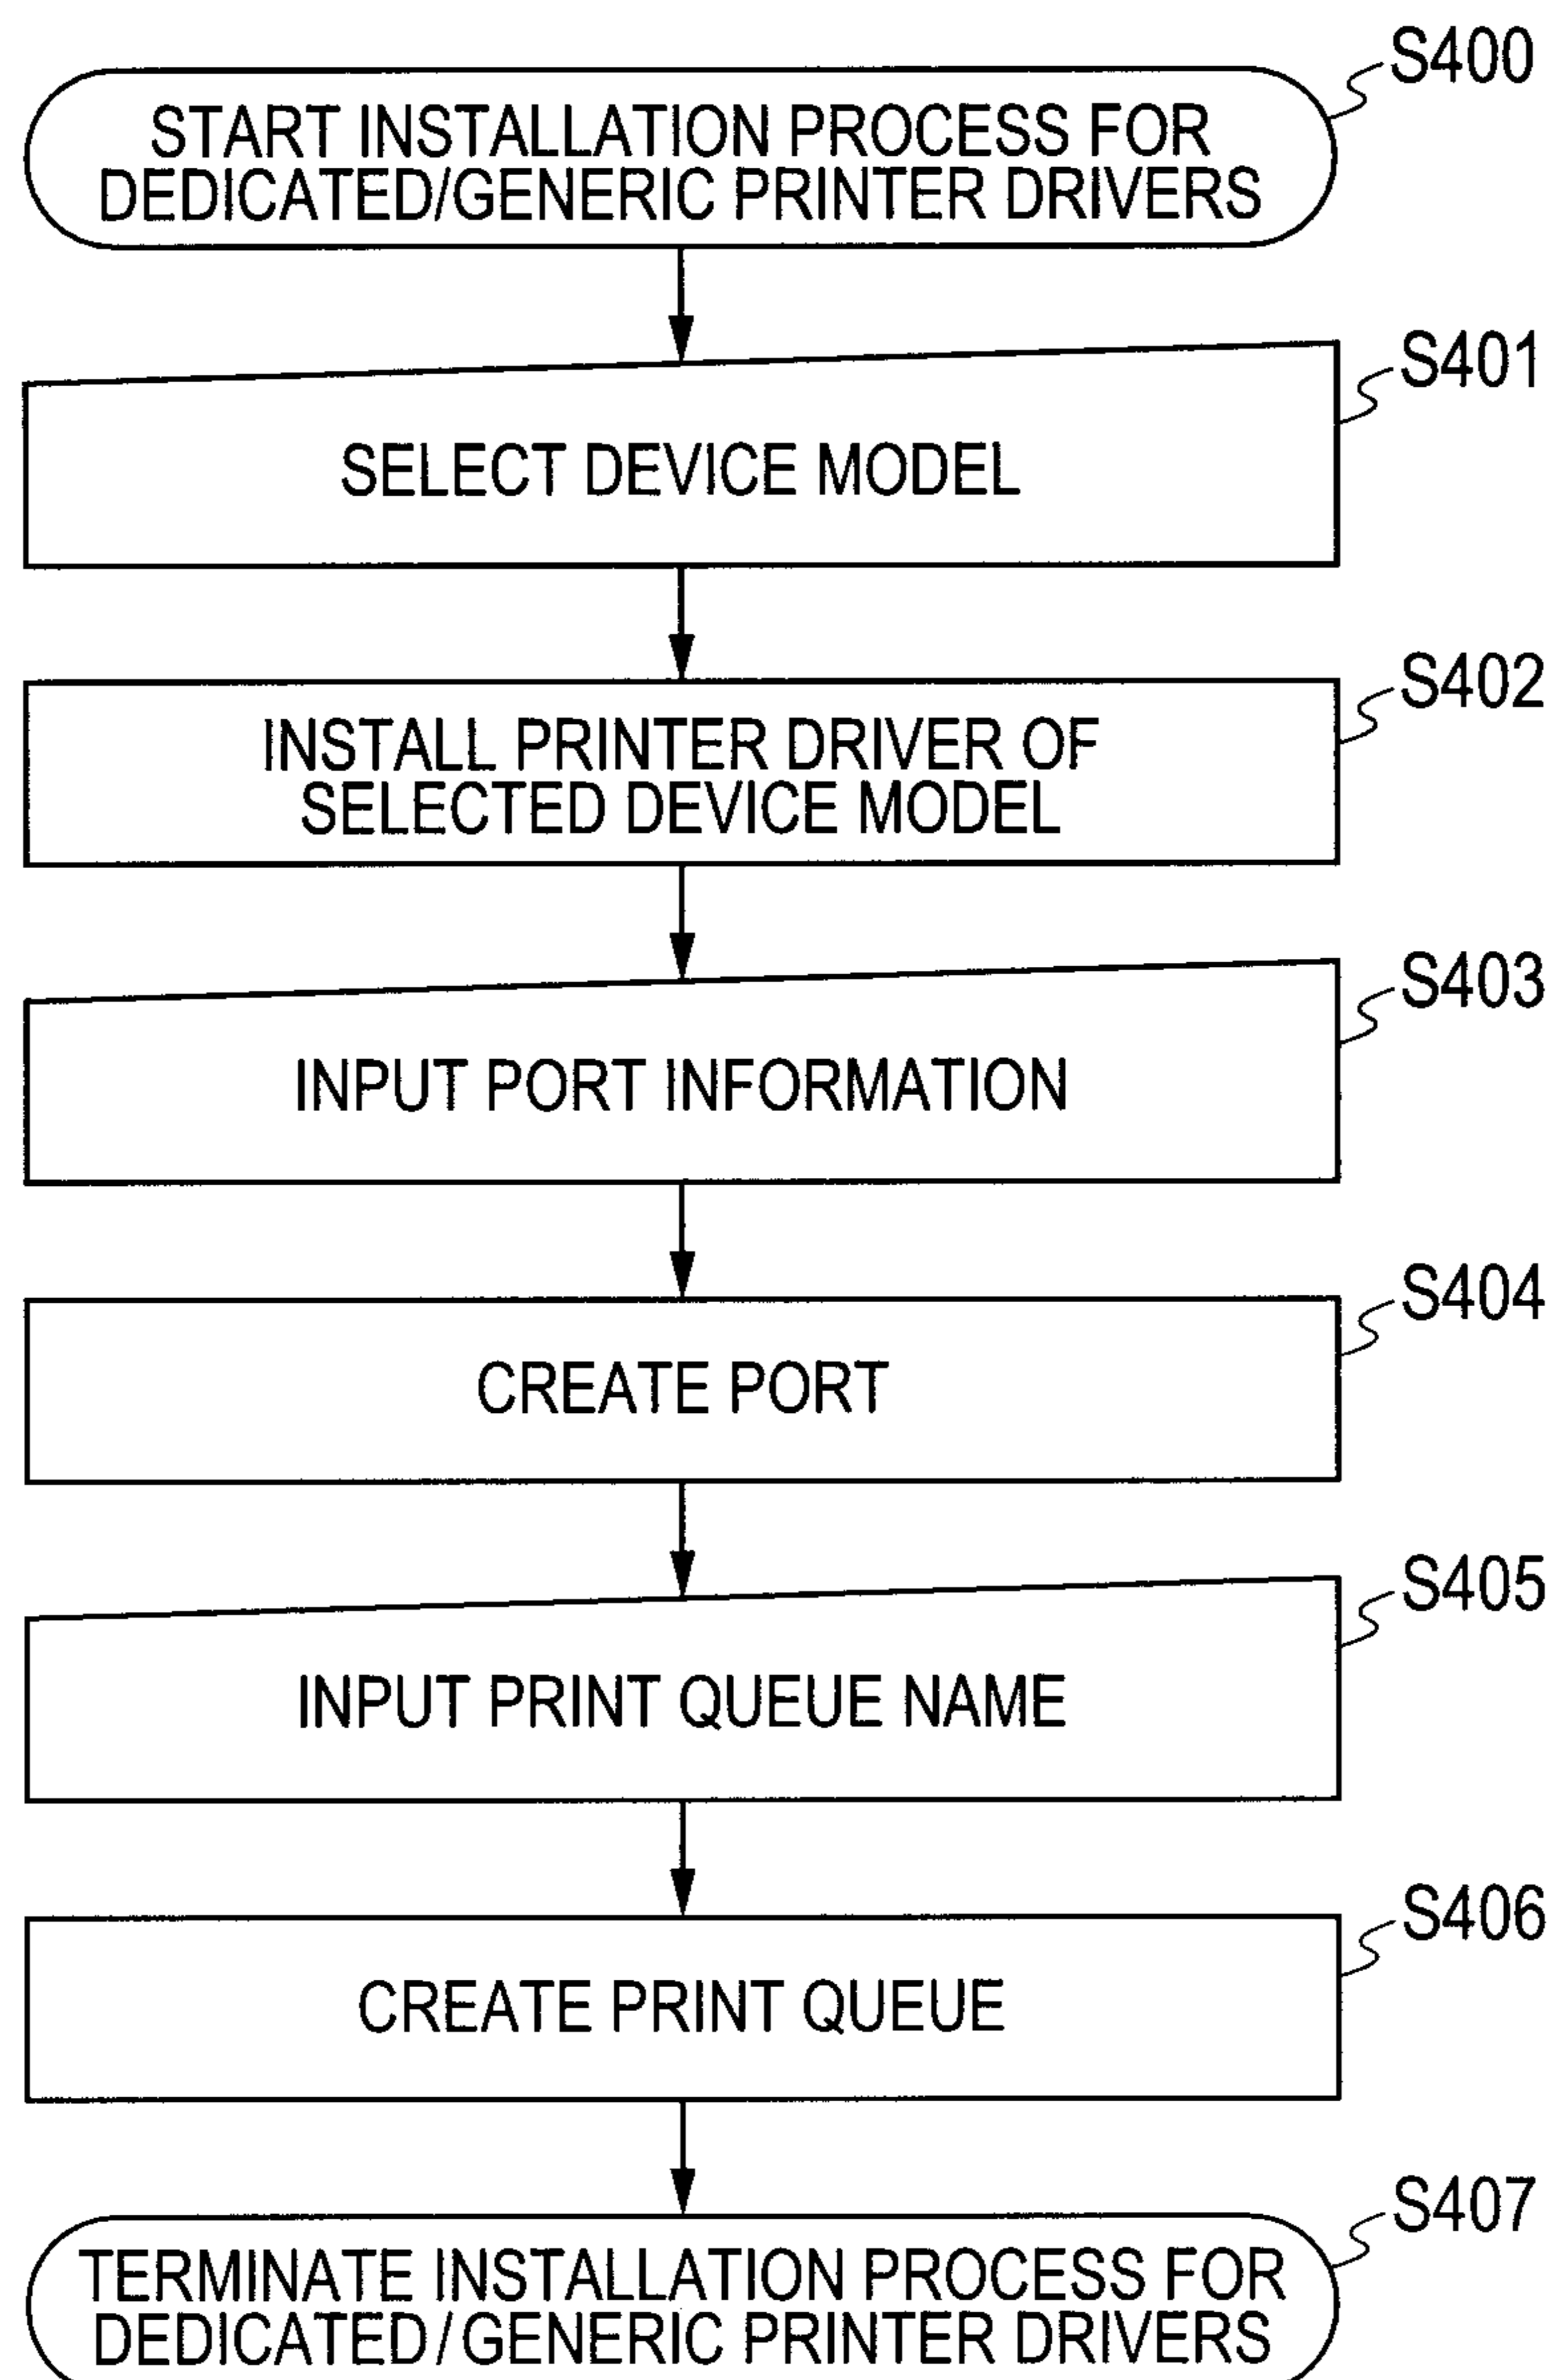 S400
START INSTALLATION PROCESS FOR
DEDICATED/GENERIC PRINTER DRIVERS
S401
SELECT DEVICE MODEL
S402
INSTALL PRINTER DRIVER OF
SELECTED DEVICE MODEL
S403
INPUT PORT INFORMATION
S404
CREATE PORT
S405
INPUT PRINT QUEUE NAME
S406
CREATE PRINT QUEUE
S407
TERMINATE INSTALLATION PROCESS FOR
DEDICATED/GENERIC PRINTER DRIVERS